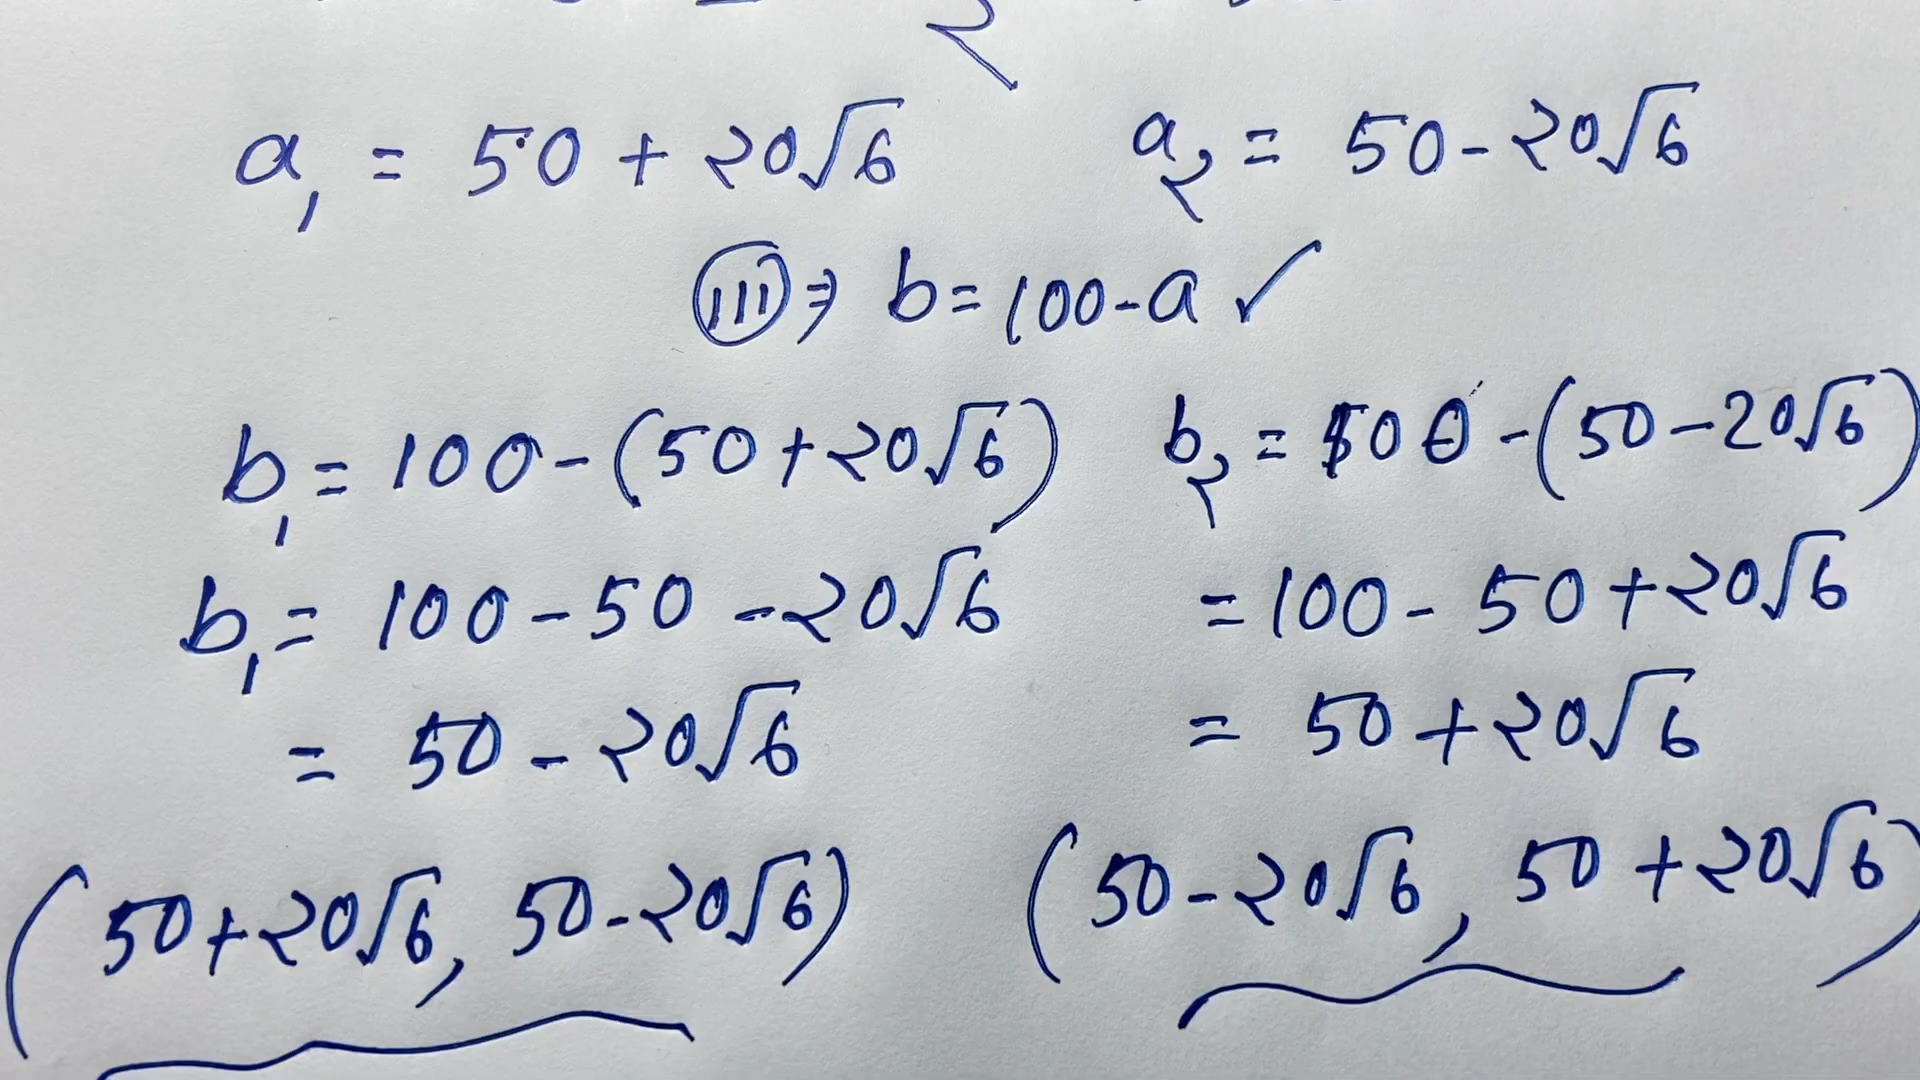 2
a₁ = 50 + 20√6 a₂ = 50 - 20√6
(III) ⇒ b = 100 - a ✓
b₁ = 100 - (50 + 20√6) b₂ = 100 - (50 - 20√6)
b₁ = 100 - 50 - 20√6 = 100 - 50 + 20√6
= 50 - 20√6 = 50 + 20√6
(50 + 20√6, 50 - 20√6) (50 - 20√6, 50 + 20√6)